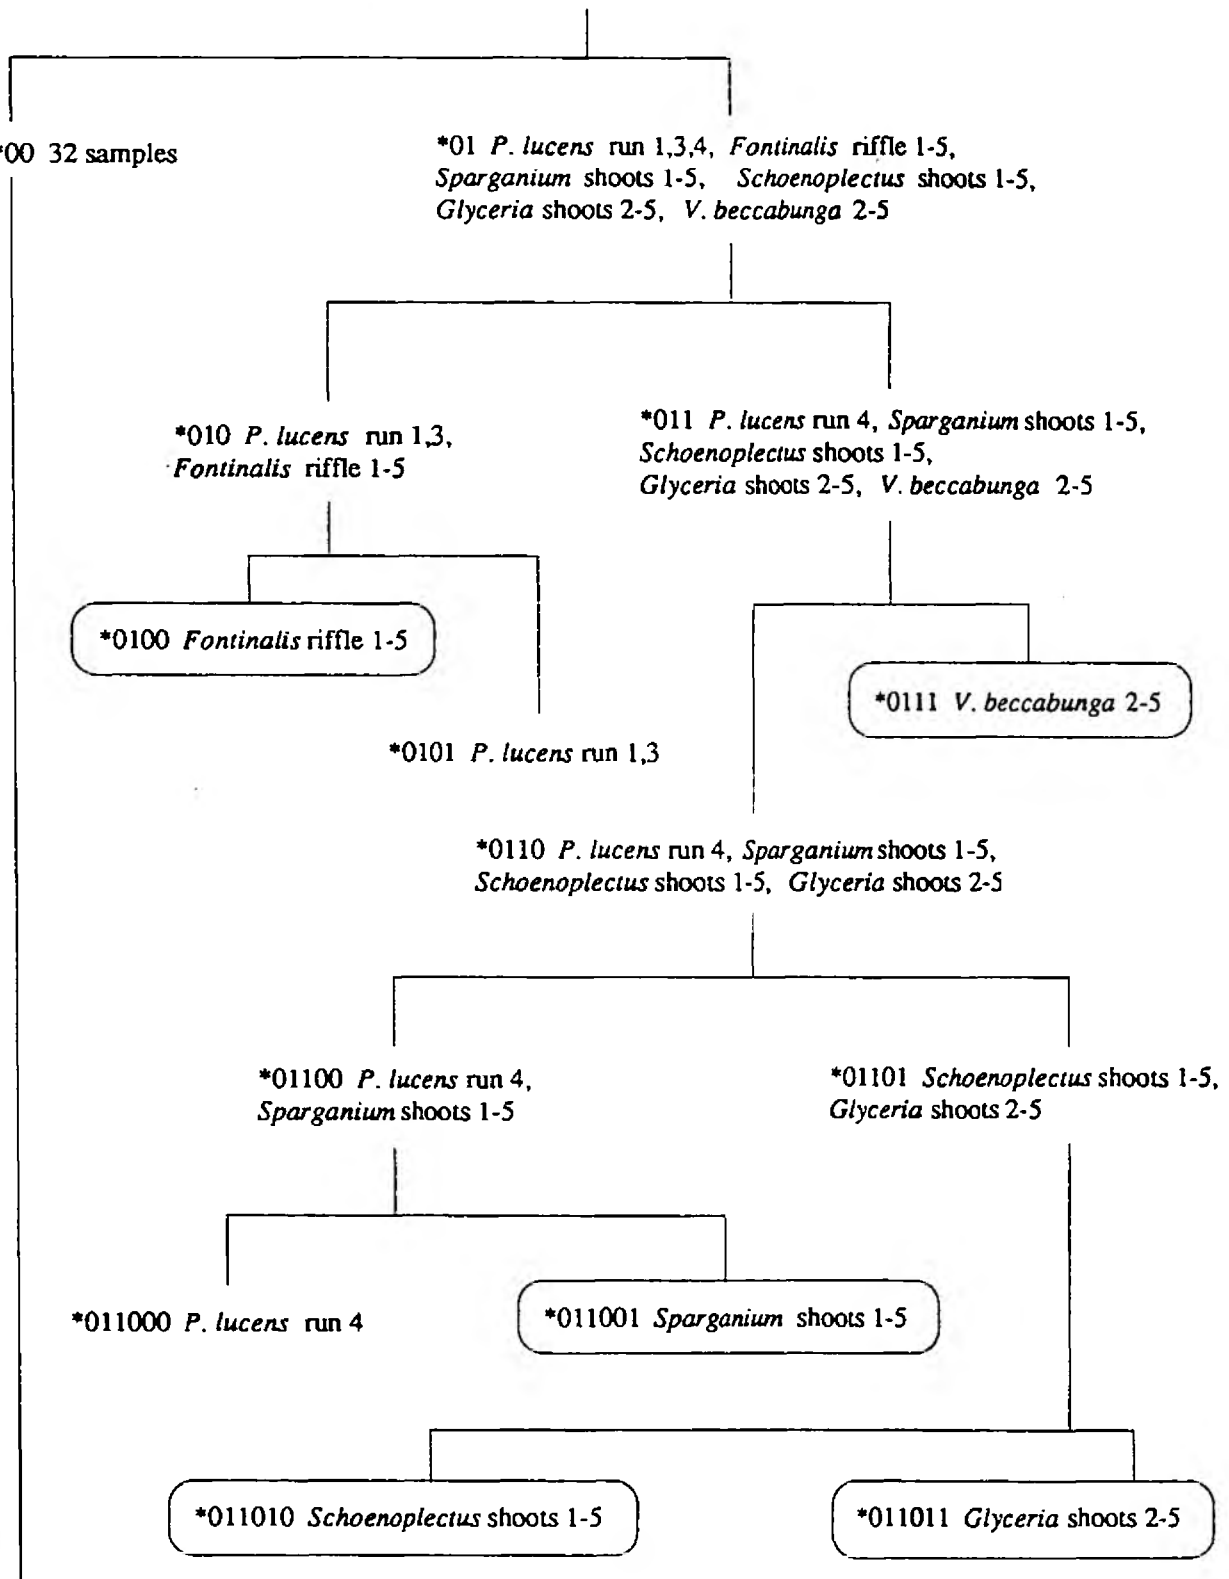 *00 32 samples
*01 P. lucens run 1,3,4, Fontinalis riffle 1-5,
Sparganium shoots 1-5, Schoenoplectus shoots 1-5,
Glyceria shoots 2-5, V. beccabunga 2-5
*010 P. lucens run 1,3,
Fontinalis riffle 1-5
*011 P. lucens run 4, Sparganium shoots 1-5,
Schoenoplectus shoots 1-5,
Glyceria shoots 2-5, V. beccabunga 2-5
*0100 Fontinalis riffle 1-5
*0111 V. beccabunga 2-5
*0101 P. lucens run 1,3
*0110 P. lucens run 4, Sparganium shoots 1-5,
Schoenoplectus shoots 1-5, Glyceria shoots 2-5
*01100 P. lucens run 4,
Sparganium shoots 1-5
*01101 Schoenoplectus shoots 1-5,
Glyceria shoots 2-5
*011000 P. lucens run 4
*011001 Sparganium shoots 1-5
*011010 Schoenoplectus shoots 1-5
*011011 Glyceria shoots 2-5